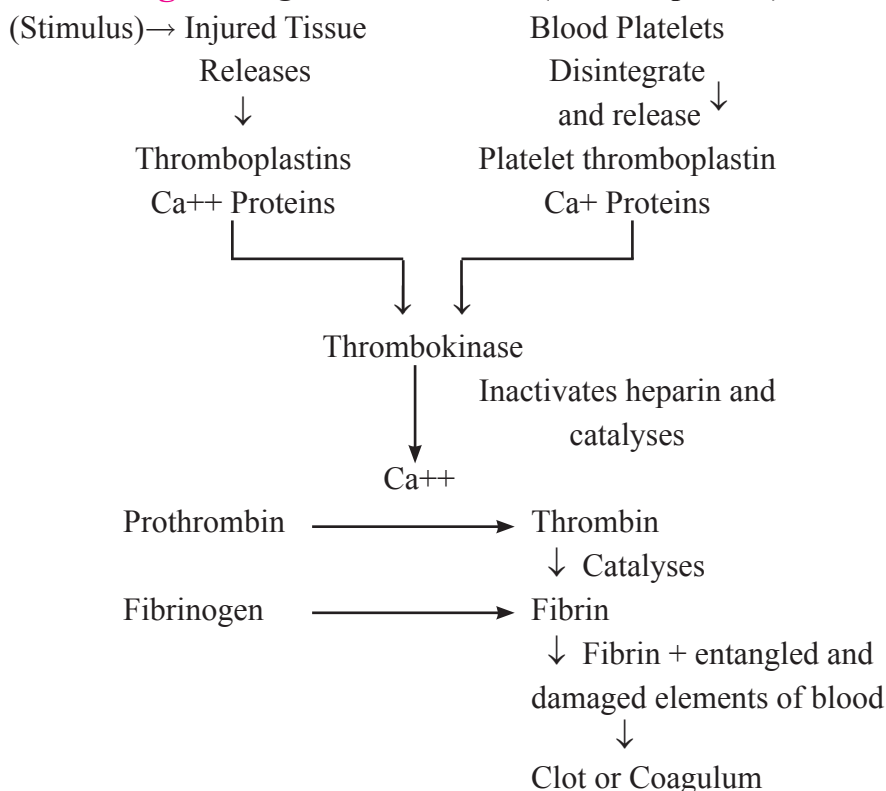 (Stimulus)→ Injured Tissue
Releases
↓
Thromboplastins
Ca++ Proteins
Blood Platelets
Disintegrate
and release ↓
Platelet thromboplastin
Ca+ Proteins
Thrombokinase
Inactivates heparin and
catalyses
Ca++
Prothrombin
Thrombin
↓ Catalyses
Fibrinogen
Fibrin
↓ Fibrin + entangled and
damaged elements of blood
↓
Clot or Coagulum